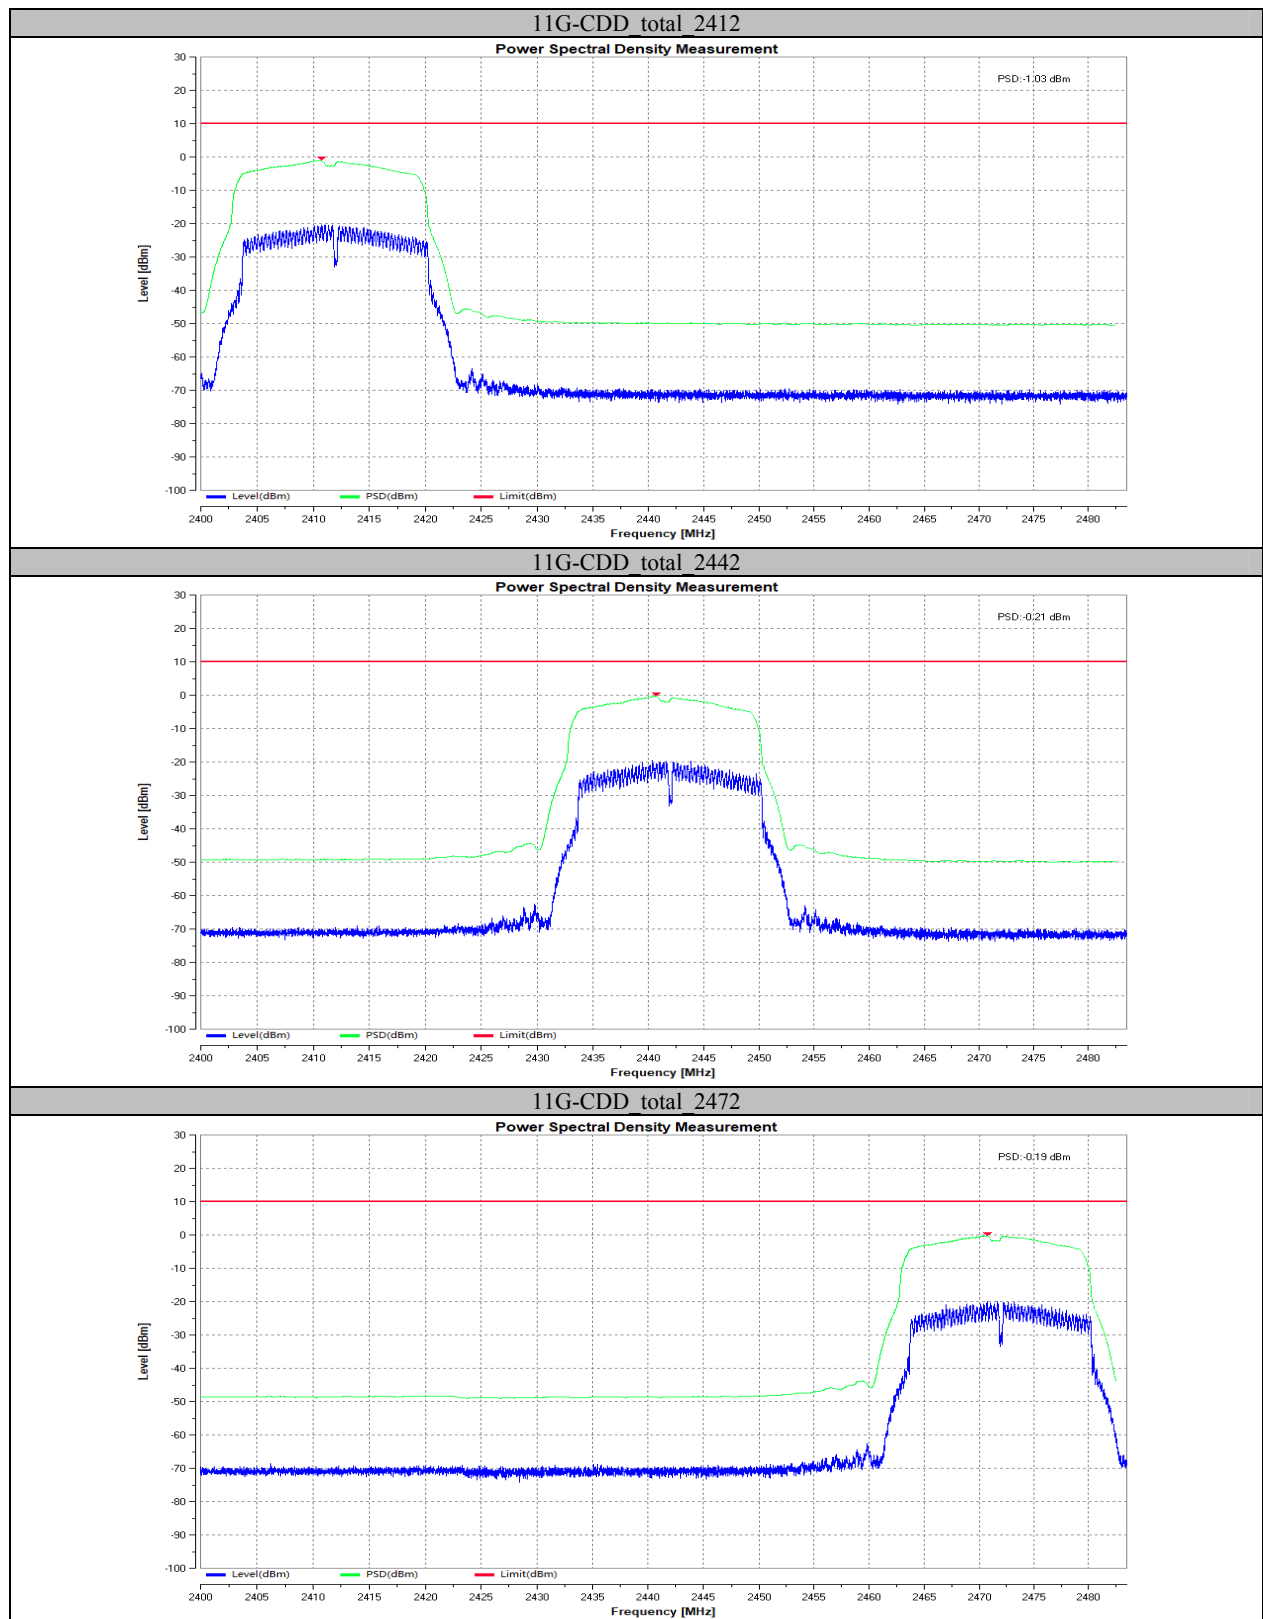 11G-CDD_total_2412
Power Spectral Density Measurement
PSD:-1.03 dBm
30
20
10
0
-10
-20
-30
-40
-50
-60
-70
-80
-90
-100
Level [dBm]
Level(dBm) PSD(dBm) Limit(dBm)
2400 2405 2410 2415 2420 2425 2430 2435 2440 2445 2450 2455 2460 2465 2470 2475 2480
Frequency [MHz]
11G-CDD_total_2442
Power Spectral Density Measurement
PSD:-0.21 dBm
30
20
10
0
-10
-20
-30
-40
-50
-60
-70
-80
-90
-100
Level [dBm]
Level(dBm) PSD(dBm) Limit(dBm)
2400 2405 2410 2415 2420 2425 2430 2435 2440 2445 2450 2455 2460 2465 2470 2475 2480
Frequency [MHz]
11G-CDD_total_2472
Power Spectral Density Measurement
PSD:-0.19 dBm
30
20
10
0
-10
-20
-30
-40
-50
-60
-70
-80
-90
-100
Level [dBm]
Level(dBm) PSD(dBm) Limit(dBm)
2400 2405 2410 2415 2420 2425 2430 2435 2440 2445 2450 2455 2460 2465 2470 2475 2480
Frequency [MHz]